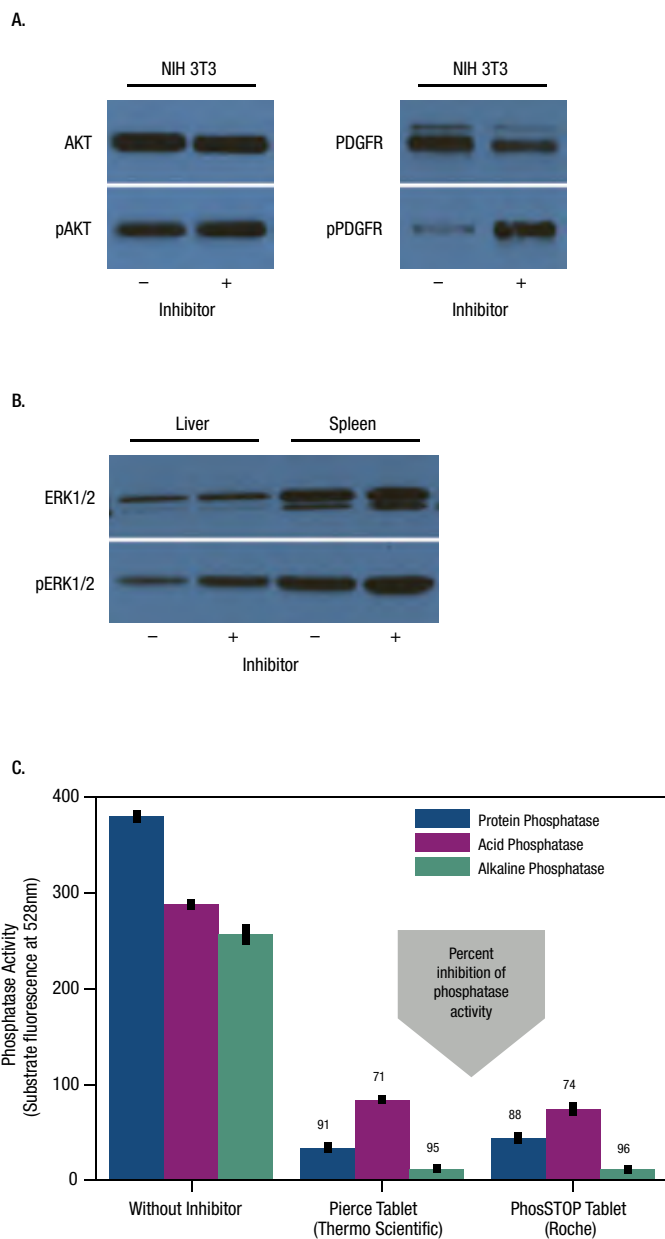 A.
NIH 3T3
NIH 3T3
AKT
pAKT
– +
Inhibitor
PDGFR
pPDGFR
– +
Inhibitor
B.
Liver Spleen
ERK1/2
pERK1/2
– + – +
Inhibitor
C.
Phosphatase Activity
(Substrate fluorescence at 528nm)
400
300
200
100
0
Protein Phosphatase
Acid Phosphatase
Alkaline Phosphatase
Percent
inhibition of
phosphatase
activity
91
71
95
88
74
96
Without Inhibitor
Pierce Tablet
(Thermo Scientific)
PhosSTOP Tablet
(Roche)